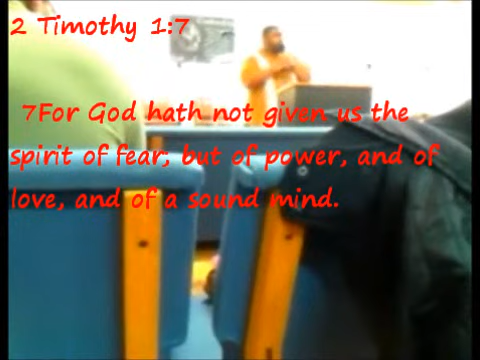 2 Timothy 1:7
7For God hath not given us the
spirit of fear; but of power, and of
love, and of a sound mind.